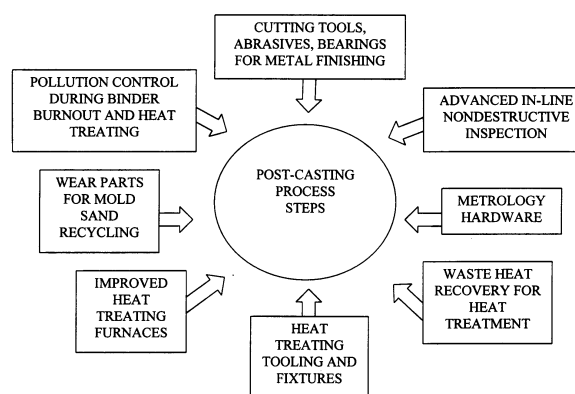 CUTTING TOOLS,
ABRASIVES, BEARINGS
FOR METAL FINISHING
POLLUTION CONTROL
DURING BINDER
BURNOUT AND HEAT
TREATING
ADVANCED IN-LINE
NONDESTRUCTIVE
INSPECTION
POST-CASTING
PROCESS
STEPS
WEAR PARTS
FOR MOLD
SAND
RECYCLING
METROLOGY
HARDWARE
IMPROVED
HEAT
TREATING
FURNACES
WASTE HEAT
RECOVERY FOR
HEAT
TREATMENT
HEAT
TREATING
TOOLING AND
FIXTURES